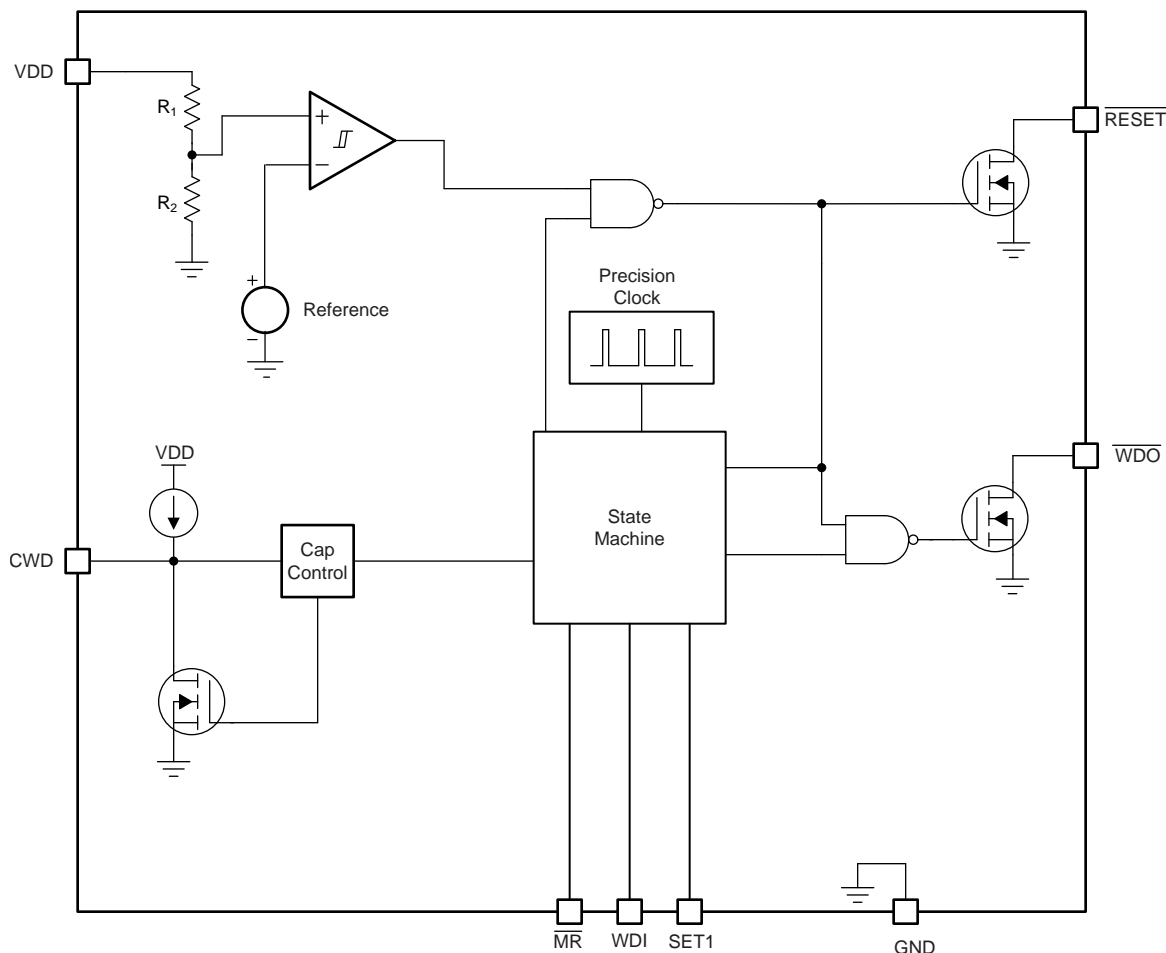 VDD
R1
R2
+
−
+
−
Reference
RESET
Precision
Clock
VDD
CWD
Cap
Control
State
Machine
WDO
MR
WDI
SET1
GND